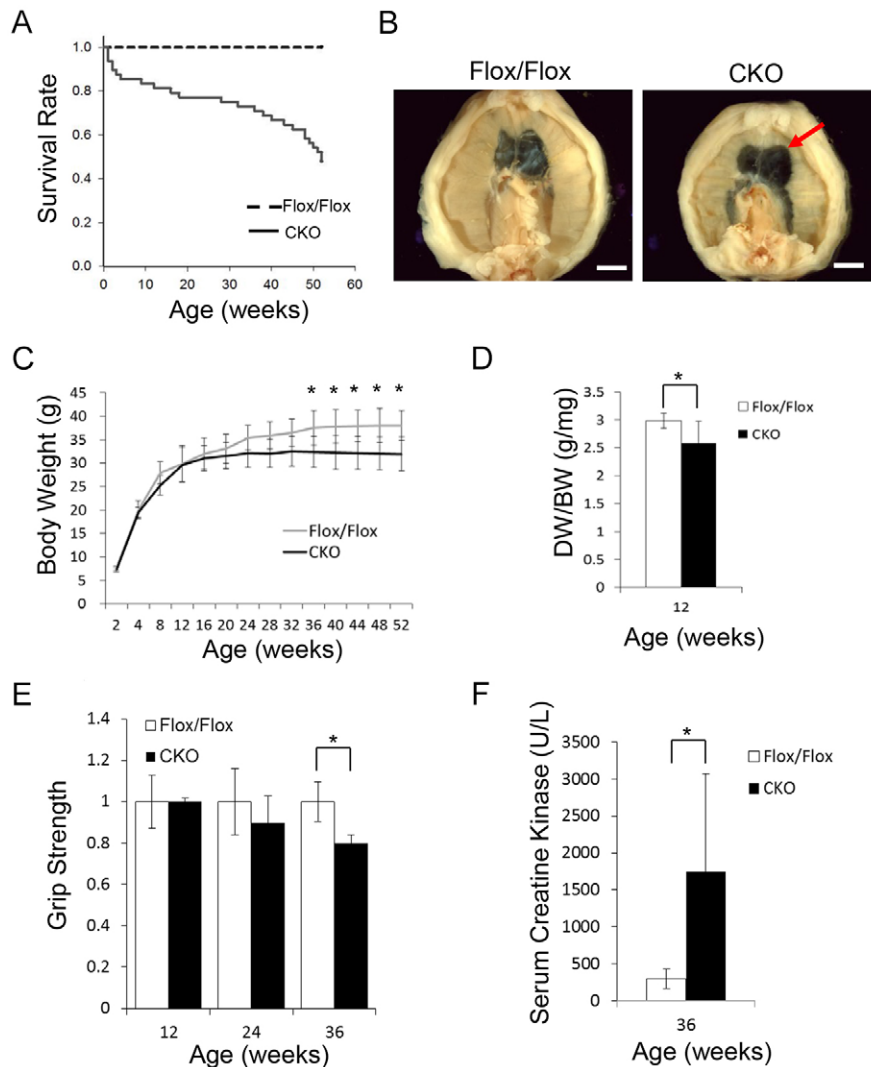 A
Survival Rate
1.0
0.8
0.6
0.4
0.2
0.0
Flox/Flox
CKO
0 10 20 30 40 50 60
Age (weeks)
B
Flox/Flox CKO
C
Body Weight (g)
45
40
35
30
25
20
15
10
5
0
* * * * *
Flox/Flox
CKO
2 4 8 12 16 20 24 28 32 36 40 44 48 52
Age (weeks)
D
DW/BW (g/mg)
3.5
3
2.5
2
1.5
1
0.5
0
*
Flox/Flox
CKO
12
Age (weeks)
E
Grip Strength
1.4
1.2
1
0.8
0.6
0.4
0.2
0
Flox/Flox
CKO
*
12 24 36
Age (weeks)
F
Serum Creatine Kinase (U/L)
3500
3000
2500
2000
1500
1000
500
0
*
Flox/Flox
CKO
36
Age (weeks)